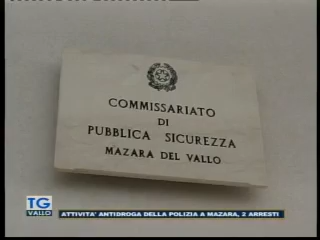 COMMISSARIATO
DI
PUBBLICA SICUREZZA
MAZARA DEL VALLO
TG
VALLO
ATTIVITA' ANTIDROGA DELLA POLIZIA A MAZARA, 2 ARRESTI